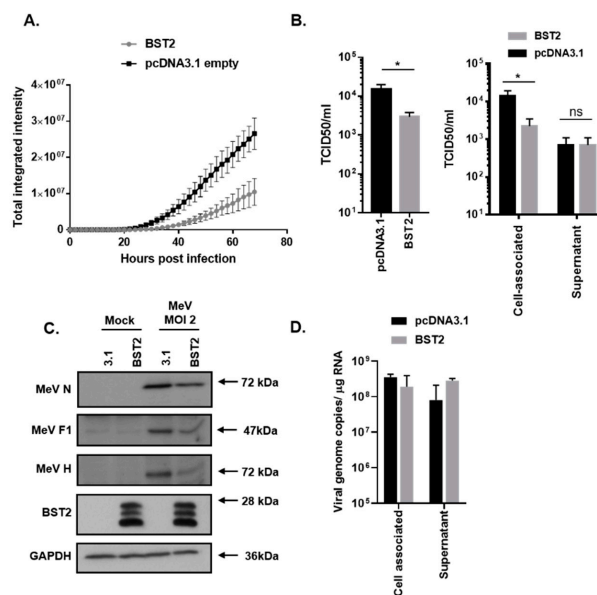 A.
BST2
pcDNA3.1 empty
Total integrated intensity
4×10^07
3×10^07
2×10^07
1×10^07
0
0 20 40 60 80
Hours post infection
B.
TCID50/ml
10^5
10^4
10^3
10^2
10^1
*
pcDNA3.1
BST2
BST2
pcDNA3.1
TCID50/ml
10^5
10^4
10^3
10^2
10^1
*
ns
Cell-associated
Supernatant
C.
Mock
MeV
MOI 2
3.1
BST2
3.1
BST2
MeV N
72 kDa
MeV F1
47kDa
MeV H
72 kDa
BST2
28 kDa
GAPDH
36kDa
D.
pcDNA3.1
BST2
Viral genome copies/ μg RNA
10^9
10^8
10^7
10^6
10^5
Cell associated
Supernatant